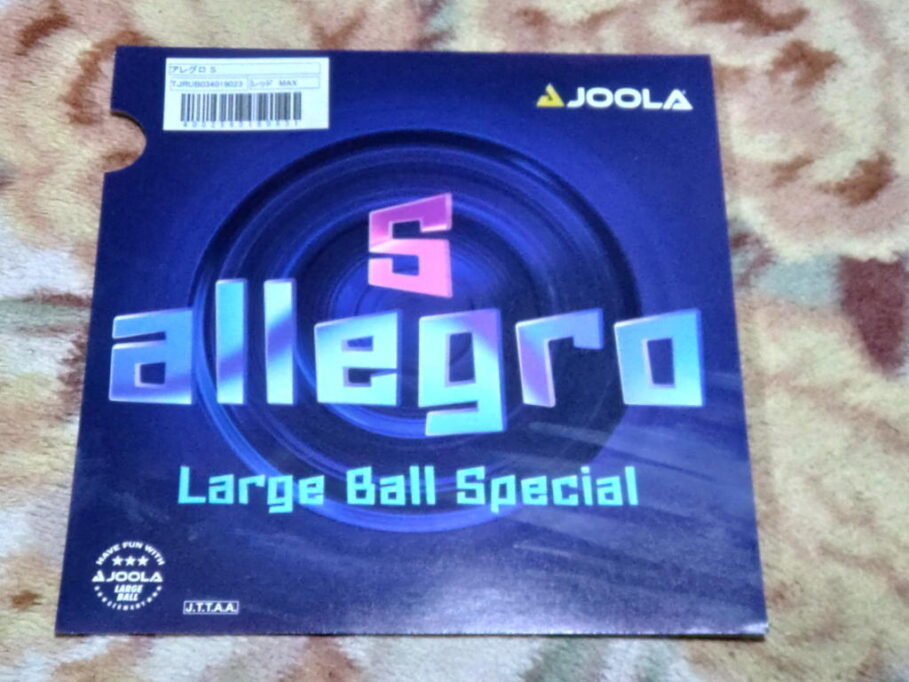 アレグロ S
TJRUB034019023 レッド MAX
JOOLA
S
allegro
Large Ball Special
HAVE FUN WITH
JOOLA
LARGE
BALL
J.T.T.A.A.